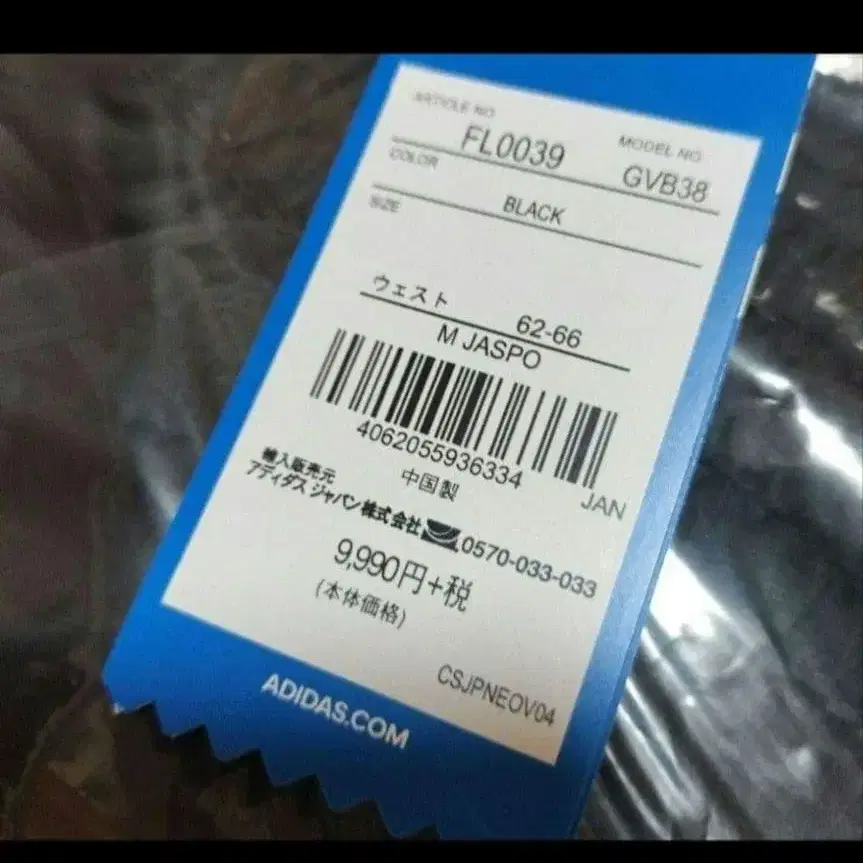 ARTICLE NO
FL0039
MODEL NO
GVB38
COLOR
BLACK
SIZE
ウェスト 62-66
M JASPO
4062055936334
中国製 JAN
輸入販売元
アディダス ジャパン株式会社 0570-033-033
9,990円+税
(本体価格)
CSJPNEOV04
ADIDAS.COM